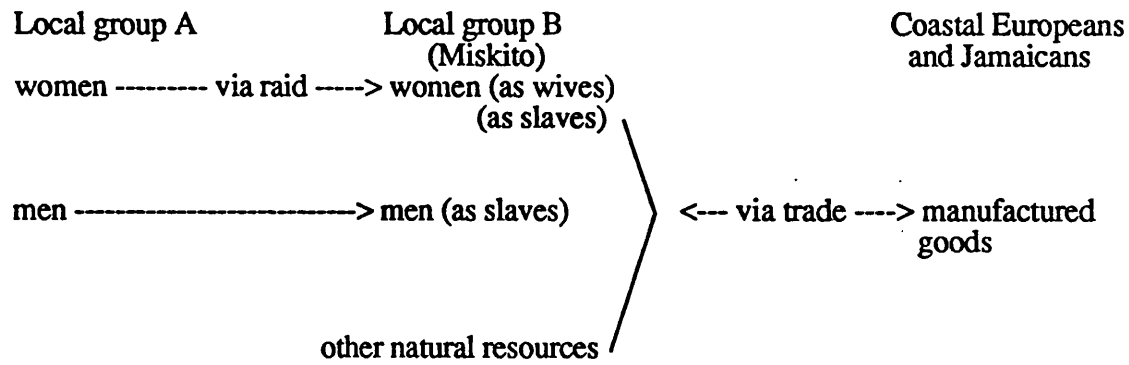 Local group A Local group B Coastal Europeans
(Miskito) and Jamaicans
women --------- via raid -----> women (as wives)
(as slaves)
men ---------------------------> men (as slaves) <--- via trade ----> manufactured
goods
other natural resources